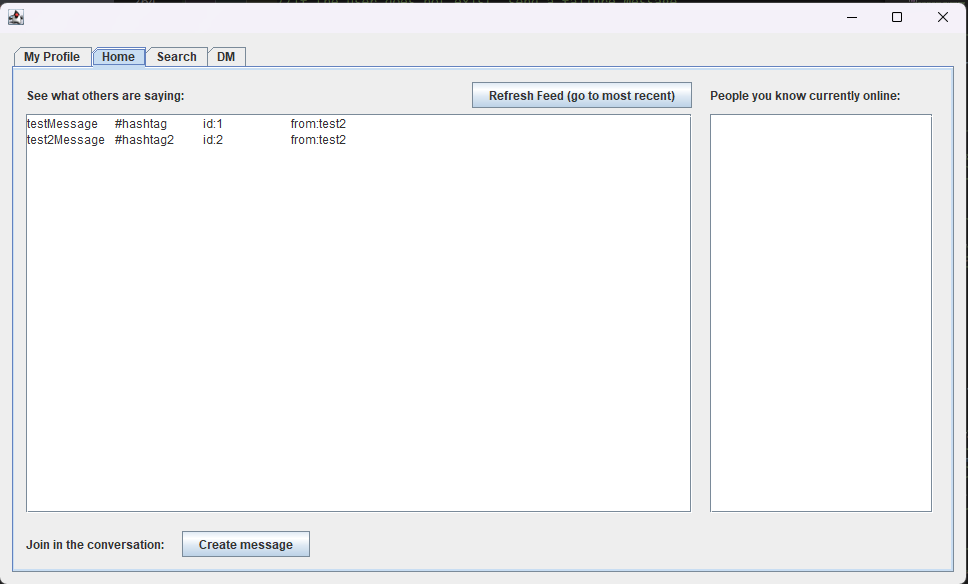 My Profile Home Search DM
See what others are saying: Refresh Feed (go to most recent) People you know currently online:
testMessage #hashtag id:1 from:test2
test2Message #hashtag2 id:2 from:test2
Join in the conversation: Create message